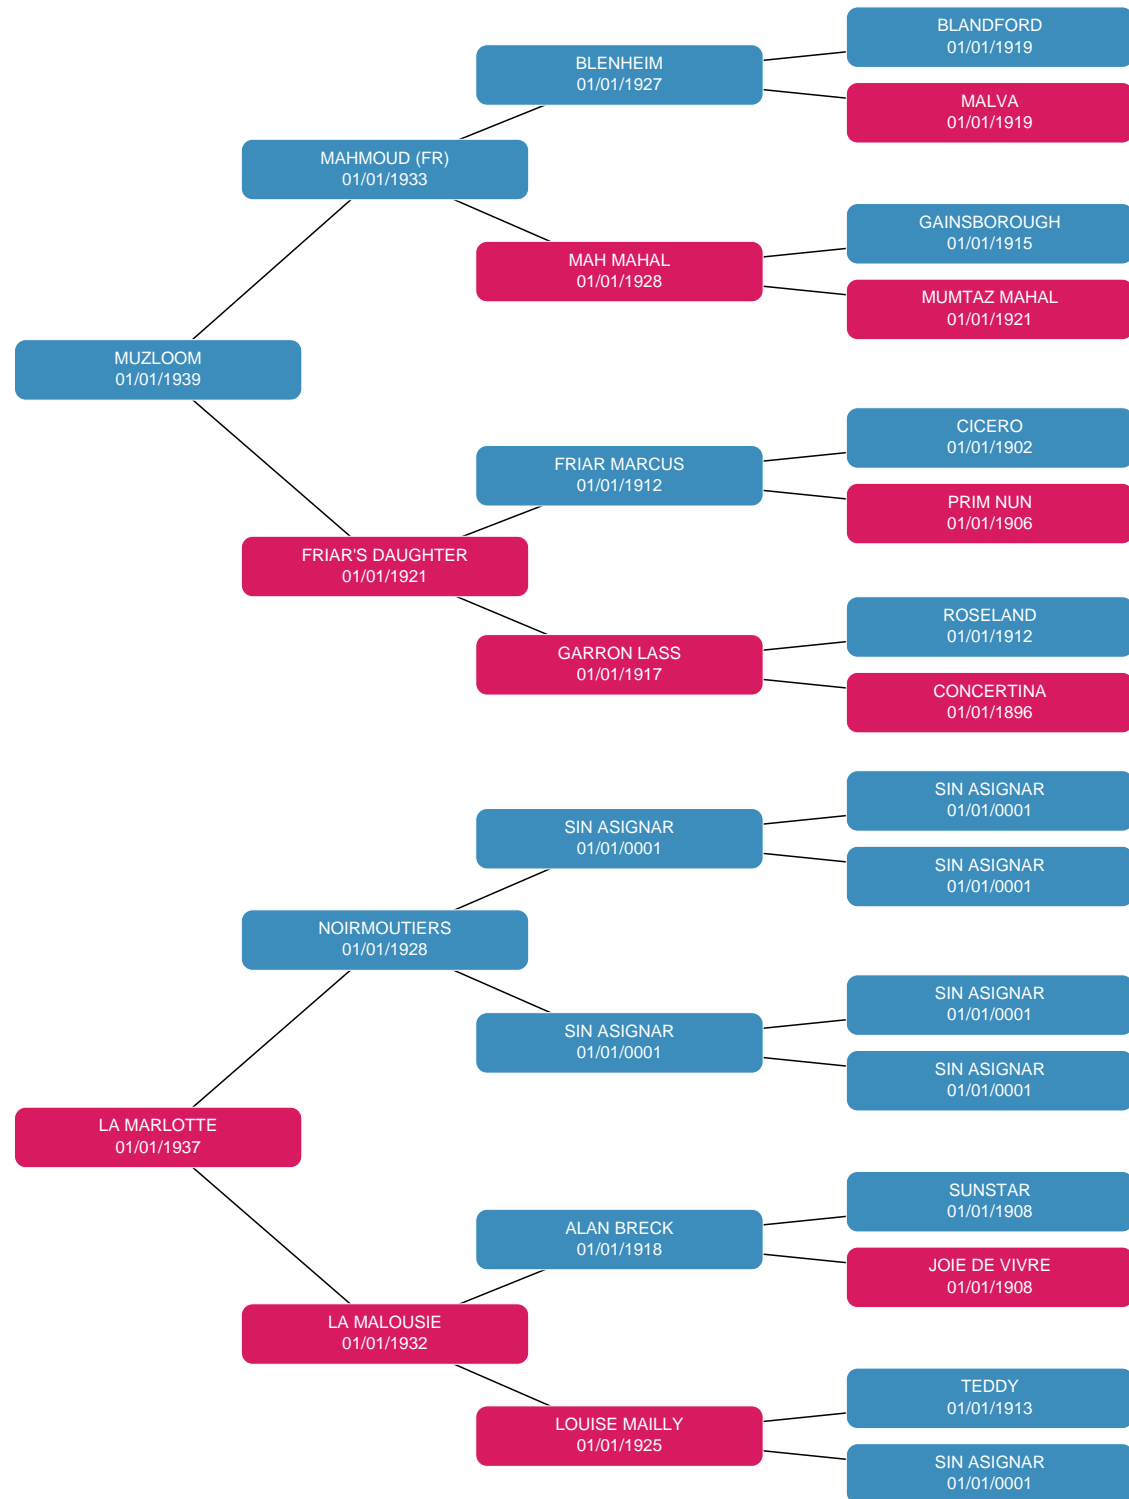 BLANDFORD
01/01/1919
BLENHEIM
01/01/1927
MALVA
01/01/1919
MAHMOUD (FR)
01/01/1933
GAINSBOROUGH
01/01/1915
MAH MAHAL
01/01/1928
MUMTAZ MAHAL
01/01/1921
MUZLOOM
01/01/1939
CICERO
01/01/1902
FRIAR MARCUS
01/01/1912
PRIM NUN
01/01/1906
FRIAR'S DAUGHTER
01/01/1921
ROSELAND
01/01/1912
GARRON LASS
01/01/1917
CONCERTINA
01/01/1896
SIN ASIGNAR
01/01/0001
SIN ASIGNAR
01/01/0001
SIN ASIGNAR
01/01/0001
NOIRMOUTIERS
01/01/1928
SIN ASIGNAR
01/01/0001
SIN ASIGNAR
01/01/0001
SIN ASIGNAR
01/01/0001
LA MARLOTTE
01/01/1937
SUNSTAR
01/01/1908
ALAN BRECK
01/01/1918
JOIE DE VIVRE
01/01/1908
LA MALOUSIE
01/01/1932
TEDDY
01/01/1913
LOUISE MAILLY
01/01/1925
SIN ASIGNAR
01/01/0001